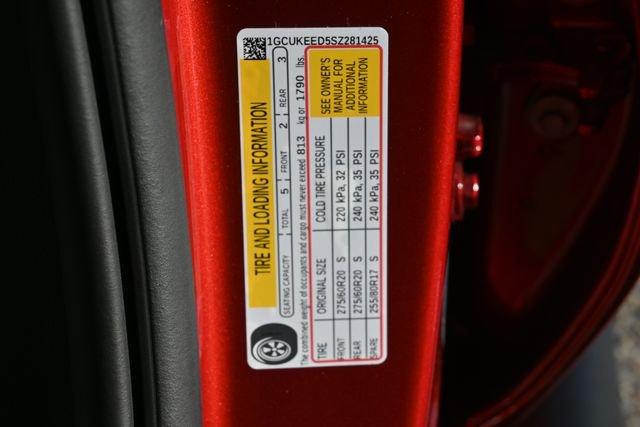 1GCUKEED5SZ281425
TIRE AND LOADING INFORMATION
SEATING CAPACITY TOTAL 5 FRONT 2 REAR 3
The combined weight of occupants and cargo must never exceed 813 kg or 1790 lbs.
TIRE ORIGINAL SIZE COLD TIRE PRESSURE
FRONT 275/60R20 S 220 kPa, 32 PSI
REAR 275/60R20 S 240 kPa, 35 PSI
SPARE 255/80R17 S 240 kPa, 35 PSI
SEE OWNER'S
MANUAL FOR
ADDITIONAL
INFORMATION